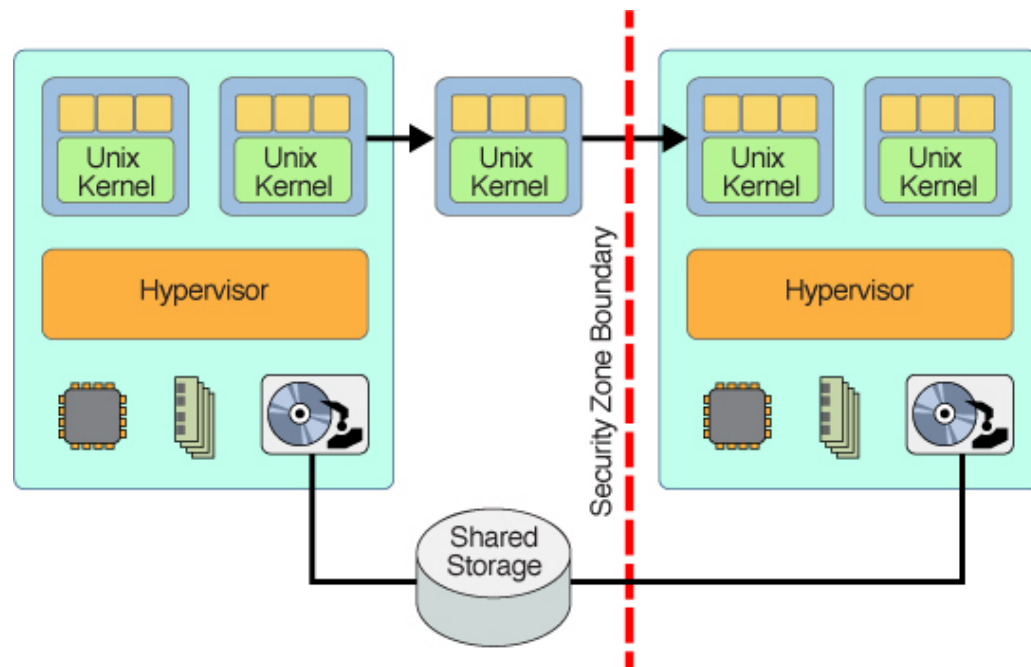 Unix
Kernel
Unix
Kernel
Unix
Kernel
Unix
Kernel
Unix
Kernel
Hypervisor
Security Zone Boundary
Hypervisor
Shared
Storage